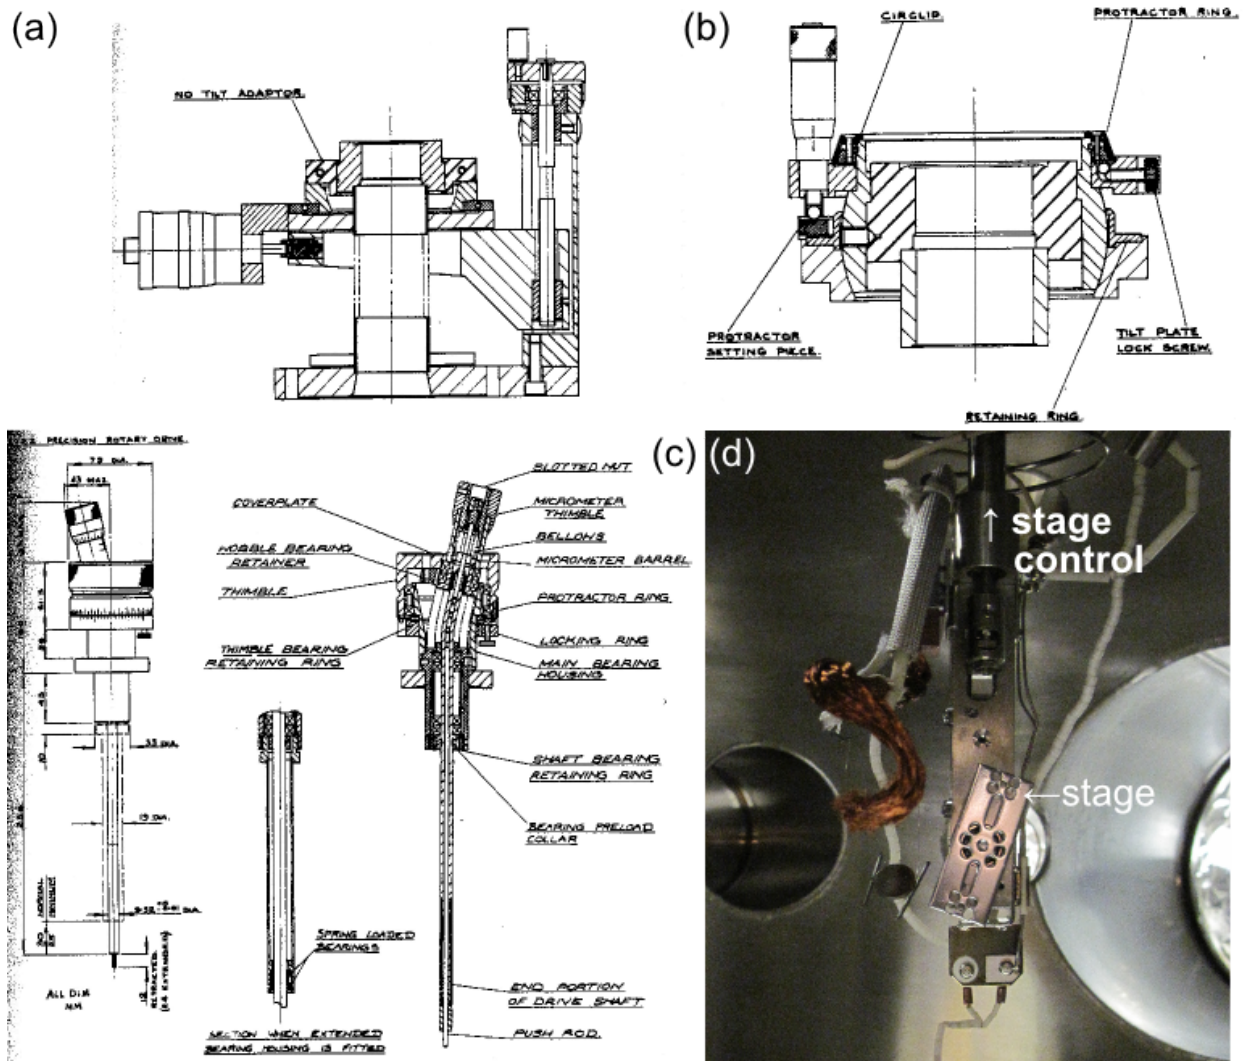 (a)
NO TILT ADAPTOR.
(b)
CIRCLIP.
PROTRACTOR RING.
PROTRACTOR
SETTING PIECE.
TILT PLATE
LOCK SCREW.
RETAINING RING.
PRECISION ROTARY DRIVE.
79 DIA.
43 MAX.
45
10
33 DIA.
19 DIA.
ALL DIM
MM
RETRACTED
(c)
SLOTTED NUT
COVERPLATE
MICROMETER
THIMBLE
BELLOWS
WOBBLE BEARING
RETAINER
MICROMETER BARREL
THIMBLE
PROTRACTOR RING.
LOCKING RING
THIMBLE BEARING
RETAINING RING
MAIN BEARING
HOUSING
SHAFT BEARING
RETAINING RING
BEARING PRELOAD
COLLAR
SPRING LOADED
BEARINGS
END PORTION
OF DRIVE SHAFT
PUSH ROD.
SECTION WHEN EXTENDED
BEARING HOUSING IS FITTED
(d)
↑ stage
control
←stage